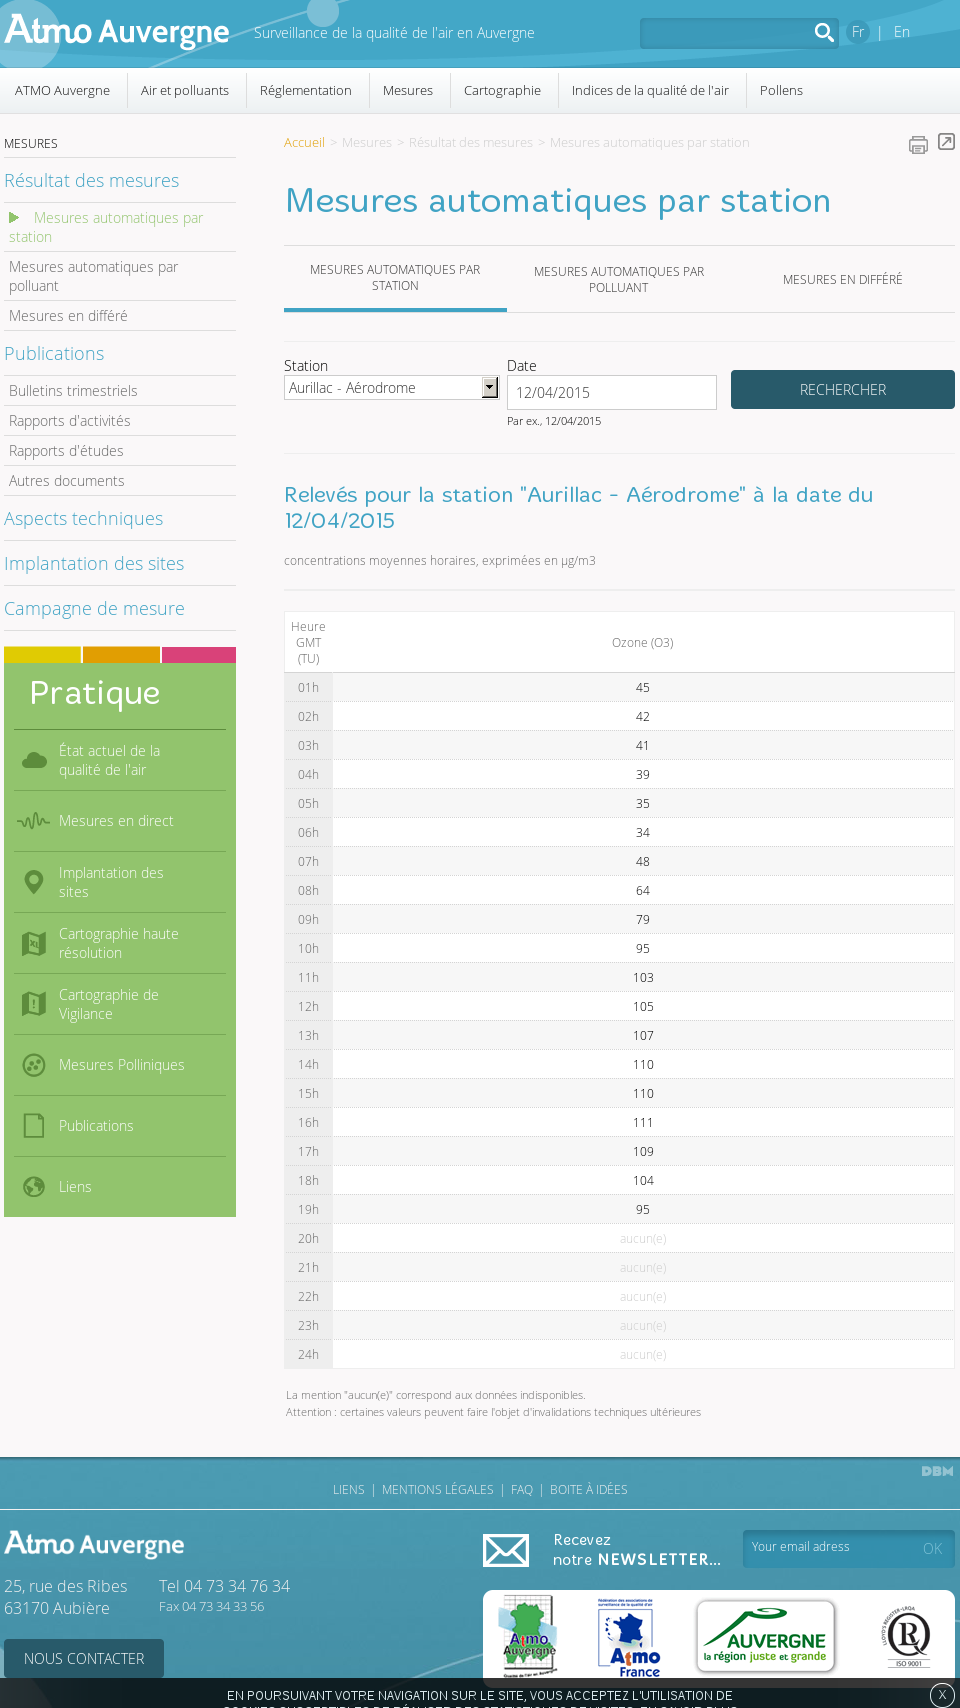 Atmo Auvergne
Surveillance de la qualité de l'air en Auvergne
Fr | En
ATMO Auvergne
Air et polluants
Réglementation
Mesures
Cartographie
Indices de la qualité de l'air
Pollens
MESURES
Résultat des mesures
Mesures automatiques par
station
Mesures automatiques par
polluant
Mesures en différé
Publications
Bulletins trimestriels
Rapports d'activités
Rapports d'études
Autres documents
Aspects techniques
Implantation des sites
Campagne de mesure
Pratique
État actuel de la
qualité de l'air
Mesures en direct
Implantation des
sites
Cartographie haute
résolution
Cartographie de
Vigilance
Mesures Polliniques
Publications
Liens
Accueil > Mesures > Résultat des mesures > Mesures automatiques par station
Mesures automatiques par station
MESURES AUTOMATIQUES PAR
STATION
MESURES AUTOMATIQUES PAR
POLLUANT
MESURES EN DIFFÉRÉ
Station
Aurillac - Aérodrome
Date
12/04/2015
Par ex., 12/04/2015
RECHERCHER
Relevés pour la station "Aurillac - Aérodrome" à la date du
12/04/2015
concentrations moyennes horaires, exprimées en µg/m3
Heure
GMT
(TU)
Ozone (O3)
01h 45
02h 42
03h 41
04h 39
05h 35
06h 34
07h 48
08h 64
09h 79
10h 95
11h 103
12h 105
13h 107
14h 110
15h 110
16h 111
17h 109
18h 104
19h 95
20h aucun(e)
21h aucun(e)
22h aucun(e)
23h aucun(e)
24h aucun(e)
La mention "aucun(e)" correspond aux données indisponibles.
Attention : certaines valeurs peuvent faire l'objet d'invalidations techniques ultérieures
DBM
LIENS | MENTIONS LÉGALES | FAQ | BOITE À IDÉES
Atmo Auvergne
25, rue des Ribes
63170 Aubière
Tel 04 73 34 76 34
Fax 04 73 34 33 56
NOUS CONTACTER
Recevez
notre NEWSLETTER...
Your email adress
OK
Atmo
Auvergne
Fédération des associations de
surveillance de la qualité de l'air
Atmo
France
AUVERGNE
la région juste et grande
LRQA
ISO 9001
EN POURSUIVANT VOTRE NAVIGATION SUR LE SITE, VOUS ACCEPTEZ L'UTILISATION DE
X